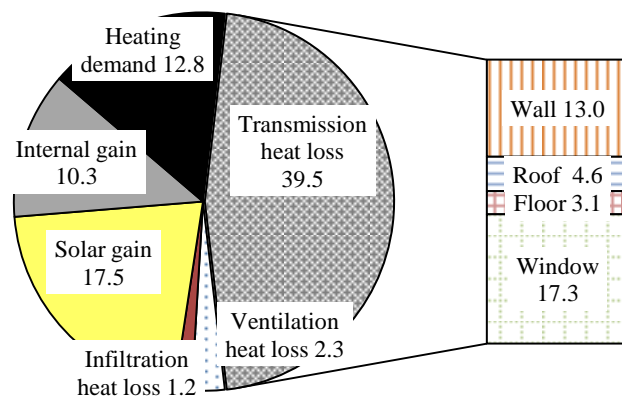 Heating
demand 12.8
Transmission
heat loss
39.5
Internal gain
10.3
Solar gain
17.5
Infiltration
heat loss 1.2
Ventilation
heat loss 2.3
Wall 13.0
Roof 4.6
Floor 3.1
Window
17.3